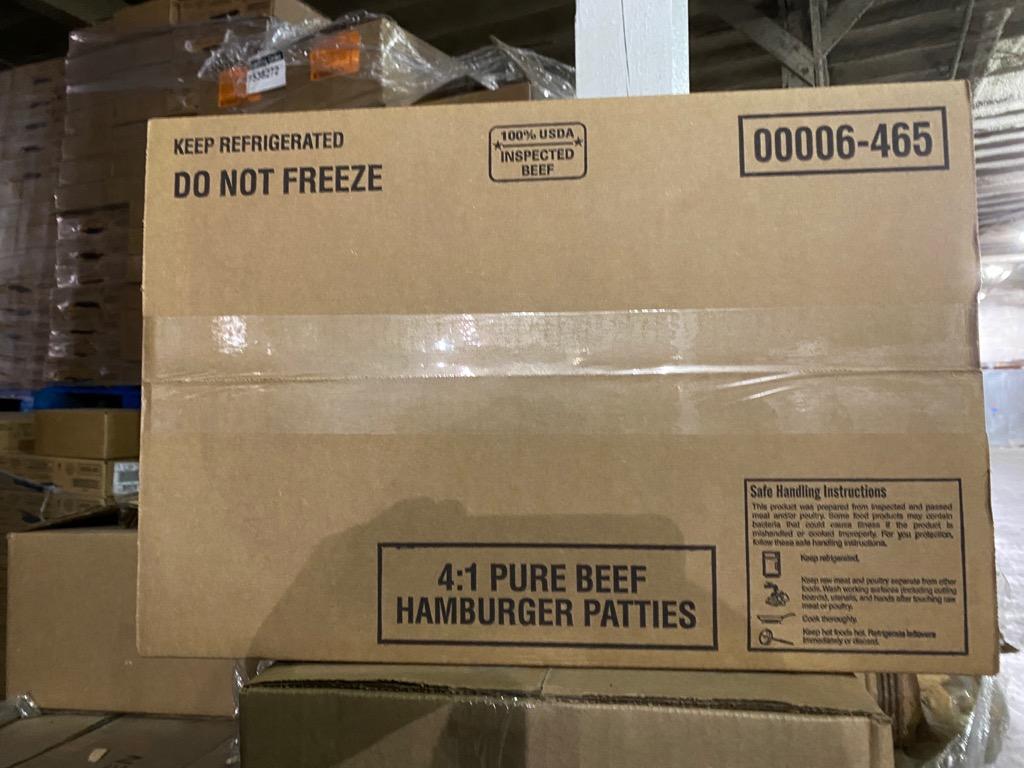 KEEP REFRIGERATED
DO NOT FREEZE
100% USDA
INSPECTED
BEEF
00006-465
4:1 PURE BEEF
HAMBURGER PATTIES
Safe Handling Instructions
This product was prepared from inspected and passed
meat and/or poultry. Some food products may contain
bacteria that could cause illness if the product is
mishandled or cooked improperly. For you protection,
follow these safe handling instructions.
Keep refrigerated.
Keep raw meat and poultry separate from other
foods. Wash working surfaces (including cutting
boards), utensils, and hands after touching raw
meat or poultry.
Cook thoroughly.
Keep hot foods hot. Refrigerate leftovers
immediately or discard.